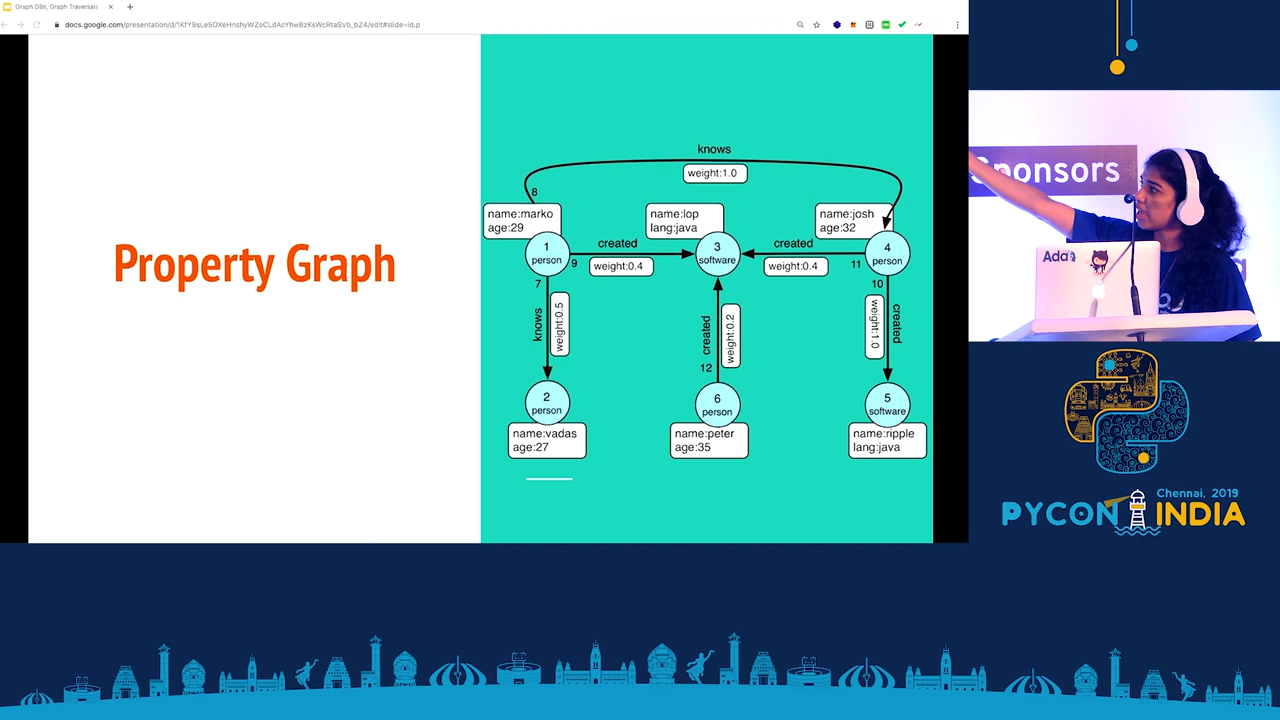 Graph DBs, Graph Traversals
docs.google.com/presentation/d/1KfY9sLe5OXeHnshyWZoCLdAcYhwBzKsWcRtaSVb_bZ4/edit#slide=id.p
Property Graph
knows
weight:1.0
8
name:marko
age:29
name:lop
lang:java
name:josh
age:32
1
person
created
9
weight:0.4
3
software
created
weight:0.4
11
4
person
7
knows
weight:0.5
created
weight:0.2
12
10
weight:1.0
created
2
person
6
person
5
software
name:vadas
age:27
name:peter
age:35
name:ripple
lang:java
Sponsors
Ada
Chennai, 2019
PYCON INDIA